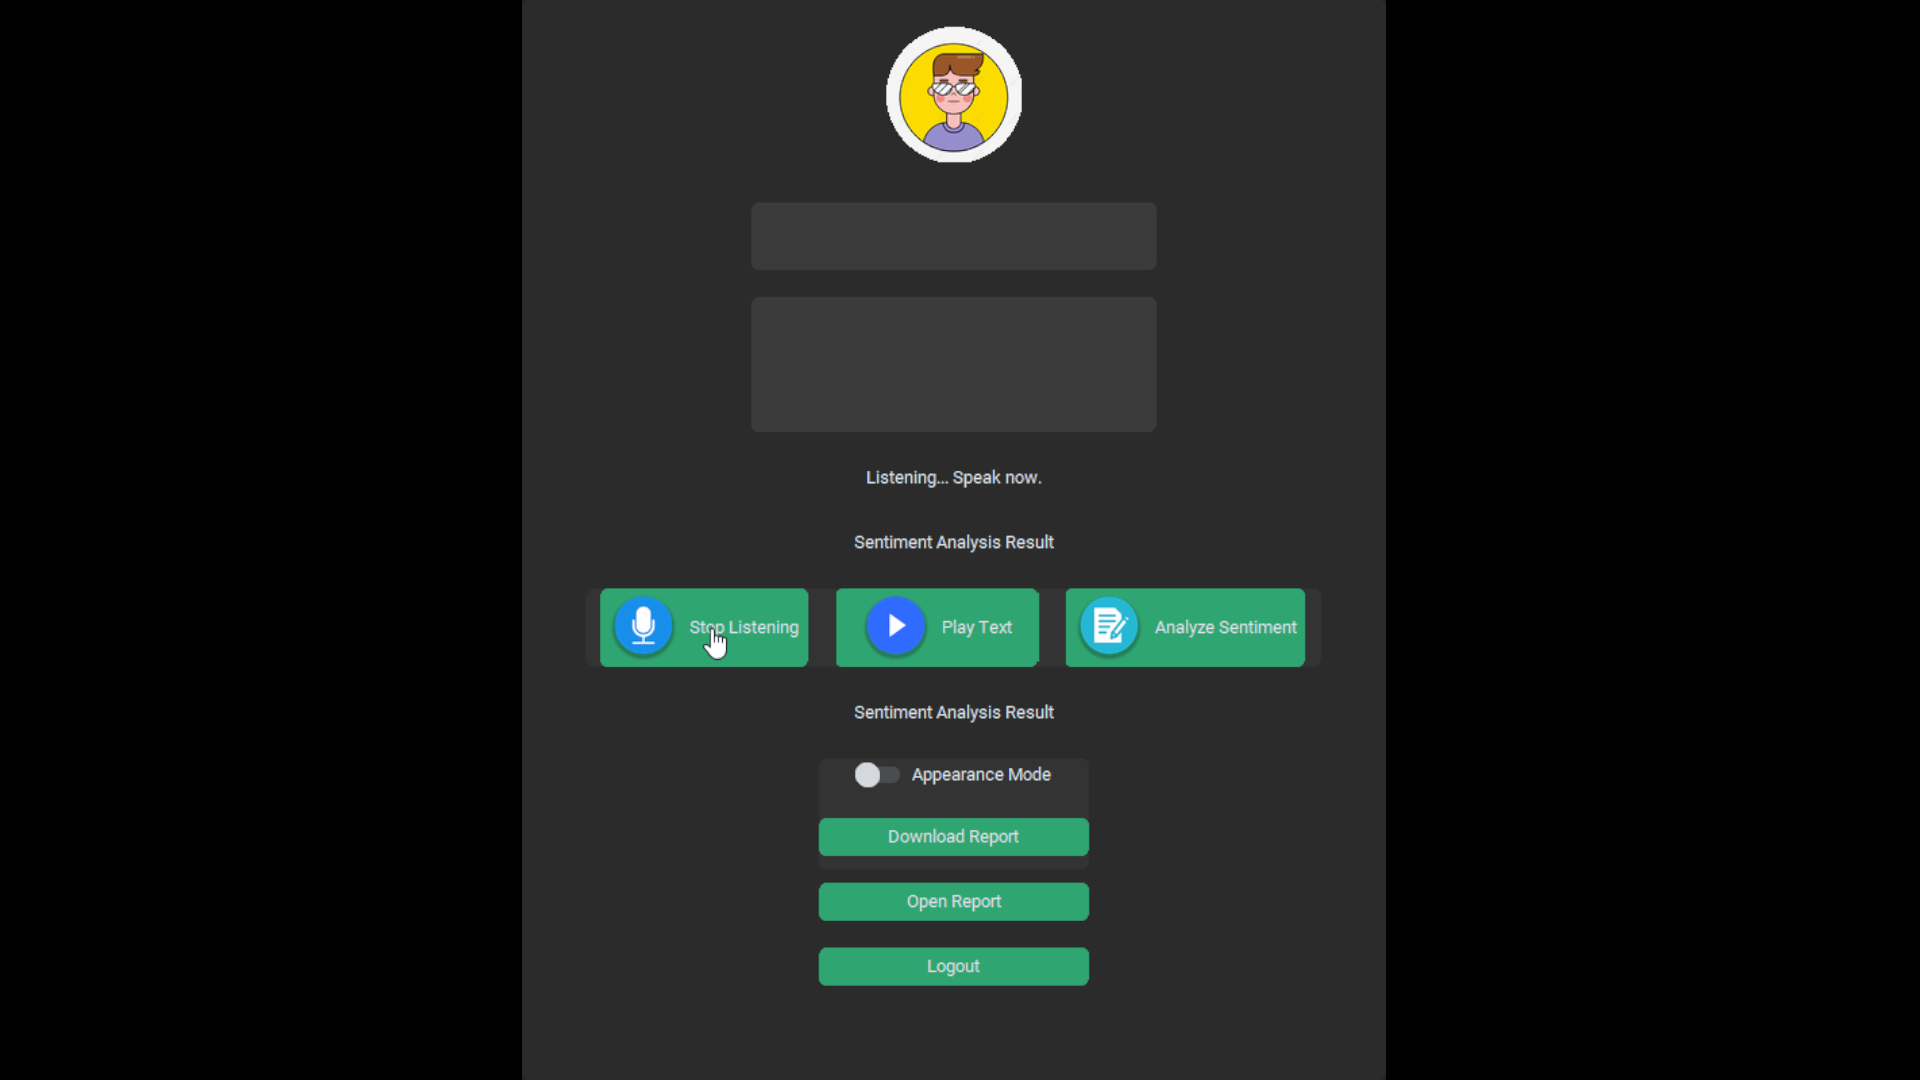 Listening... Speak now.
Sentiment Analysis Result
Stop Listening
Play Text
Analyze Sentiment
Sentiment Analysis Result
Appearance Mode
Download Report
Open Report
Logout